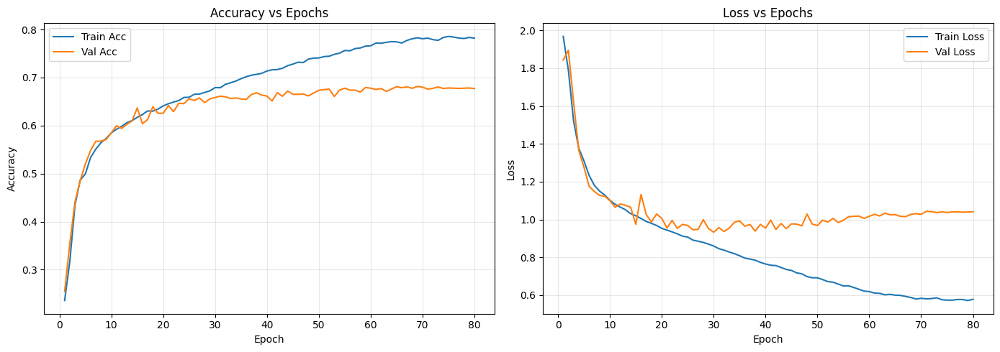 Accuracy vs Epochs
Train Acc
Val Acc
0.8
0.7
0.6
0.5
0.4
0.3
Accuracy
0 10 20 30 40 50 60 70 80
Epoch
Loss vs Epochs
Train Loss
Val Loss
2.0
1.8
1.6
1.4
1.2
1.0
0.8
0.6
Loss
0 10 20 30 40 50 60 70 80
Epoch